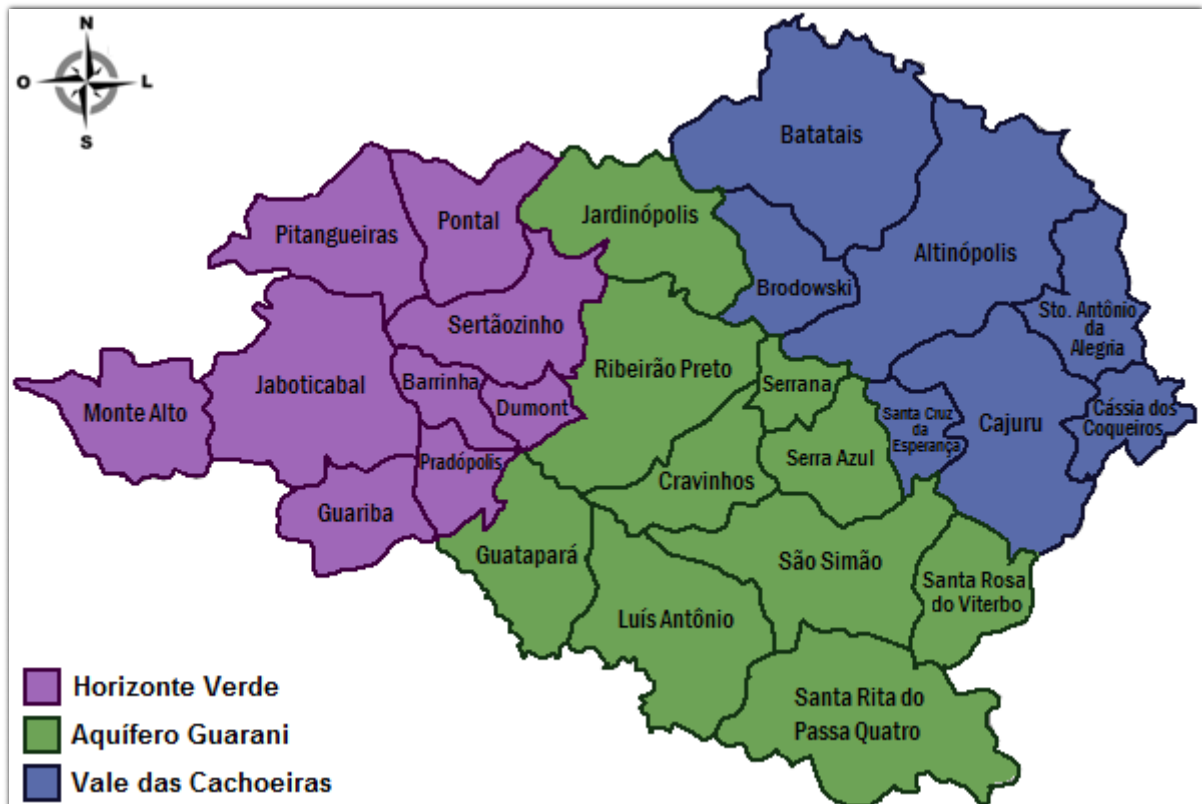 N
O
L
S
Batatais
Jardinópolis
Pontal
Pitangueiras
Altinópolis
Brodowski
Sto. Antônio
da
Alegria
Sertãozinho
Ribeirão Preto
Jaboticabal
Barrinha
Serrana
Dumont
Monte Alto
Santa Cruz
da
Esperança
Cajuru
Cássia dos
Coqueiros
Pradópolis
Serra Azul
Cravinhos
Guariba
Guatapará
São Simão
Santa Rosa
do Viterbo
Luís Antônio
Santa Rita do
Passa Quatro
Horizonte Verde
Aquífero Guarani
Vale das Cachoeiras